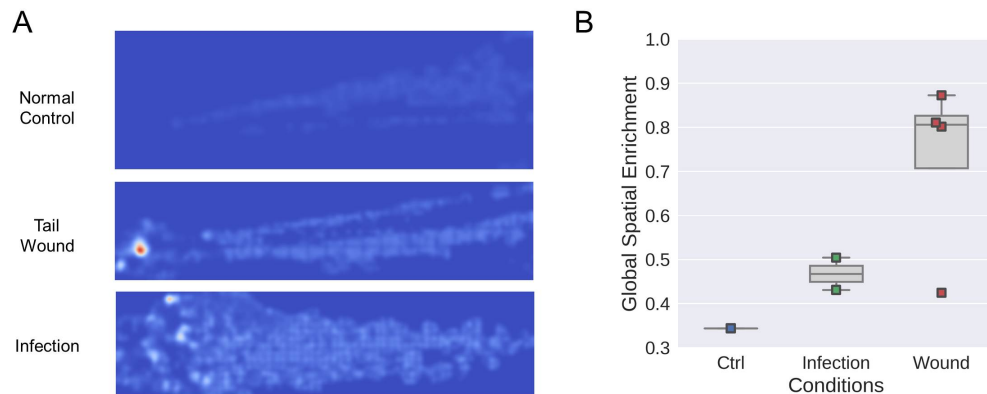 A
Normal
Control
Tail
Wound
Infection
B
Global Spatial Enrichment
1.0
0.9
0.8
0.7
0.6
0.5
0.4
0.3
Ctrl Infection Wound
Conditions